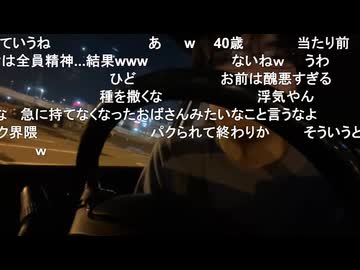 ていうね あ w 40歳 当たり前
は全員精神...結果www ないねw うわ
ひど お前は醜悪すぎる
種を撒くな 浮気やん
な 急に持てなくなったおばさんみたいなこと言うなよ
ク界隈 パクられて終わりか そういうと
w